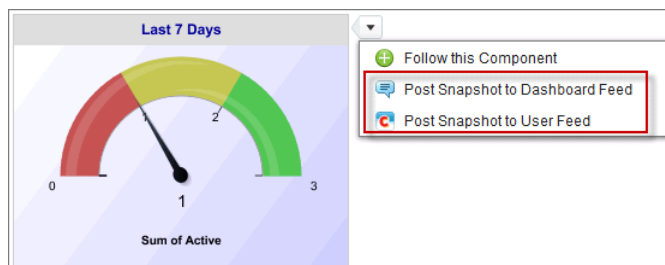 Last 7 Days
Follow this Component
Post Snapshot to Dashboard Feed
Post Snapshot to User Feed
1
2
0
3
1
Sum of Active